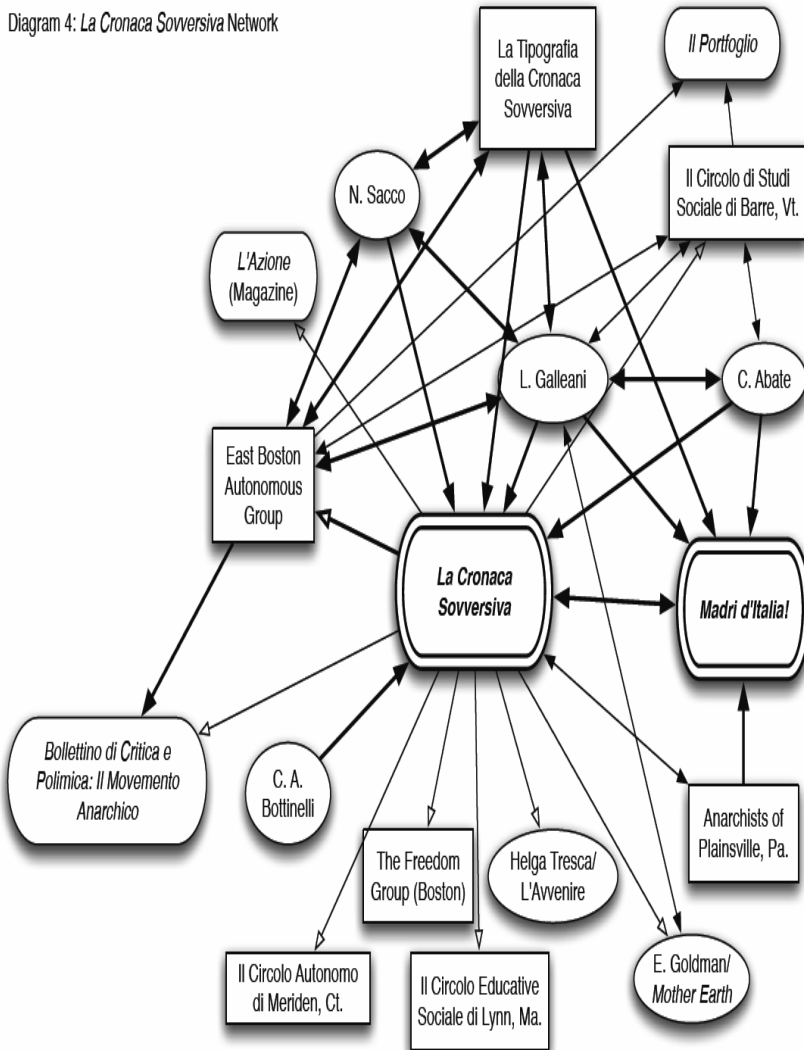 Diagram 4: La Cronaca Sovversiva Network
La Tipografia
della Cronaca
Sovversiva
Il Portfoglio
N. Sacco
Il Circolo di Studi
Sociale di Barre, Vt.
L'Azione
(Magazine)
L. Galleani
C. Abate
East Boston
Autonomous
Group
La Cronaca
Sovversiva
Madri d'Italia!
Bollettino di Critica e
Polimica: Il Movemento
Anarchico
C. A.
Bottinelli
Anarchists of
Plainsville, Pa.
The Freedom
Group (Boston)
Helga Tresca/
L'Avvenire
Il Circolo Autonomo
di Meriden, Ct.
Il Circolo Educative
Sociale di Lynn, Ma.
E. Goldman/
Mother Earth